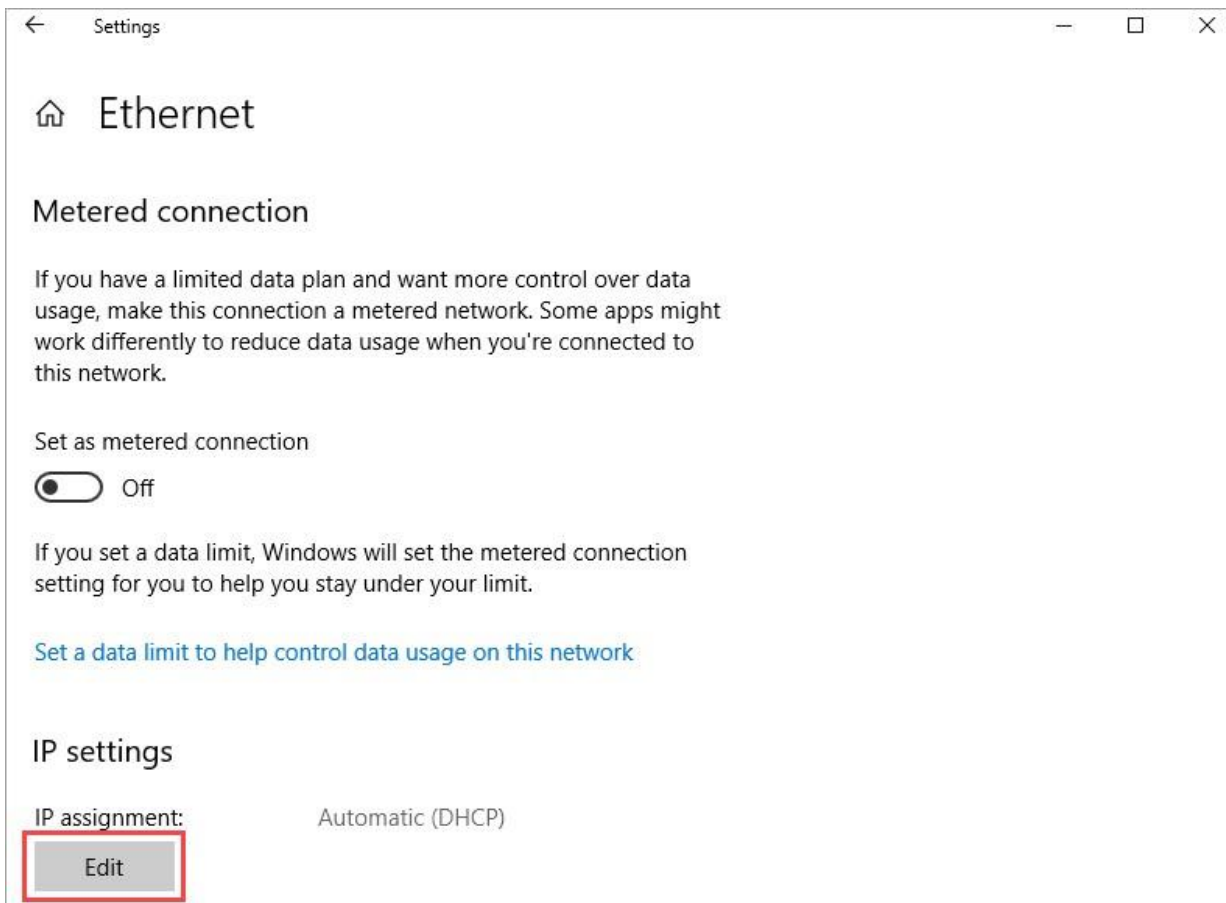 Settings
Ethernet
Metered connection
If you have a limited data plan and want more control over data
usage, make this connection a metered network. Some apps might
work differently to reduce data usage when you're connected to
this network.
Set as metered connection
Off
If you set a data limit, Windows will set the metered connection
setting for you to help you stay under your limit.
Set a data limit to help control data usage on this network
IP settings
IP assignment: Automatic (DHCP)
Edit